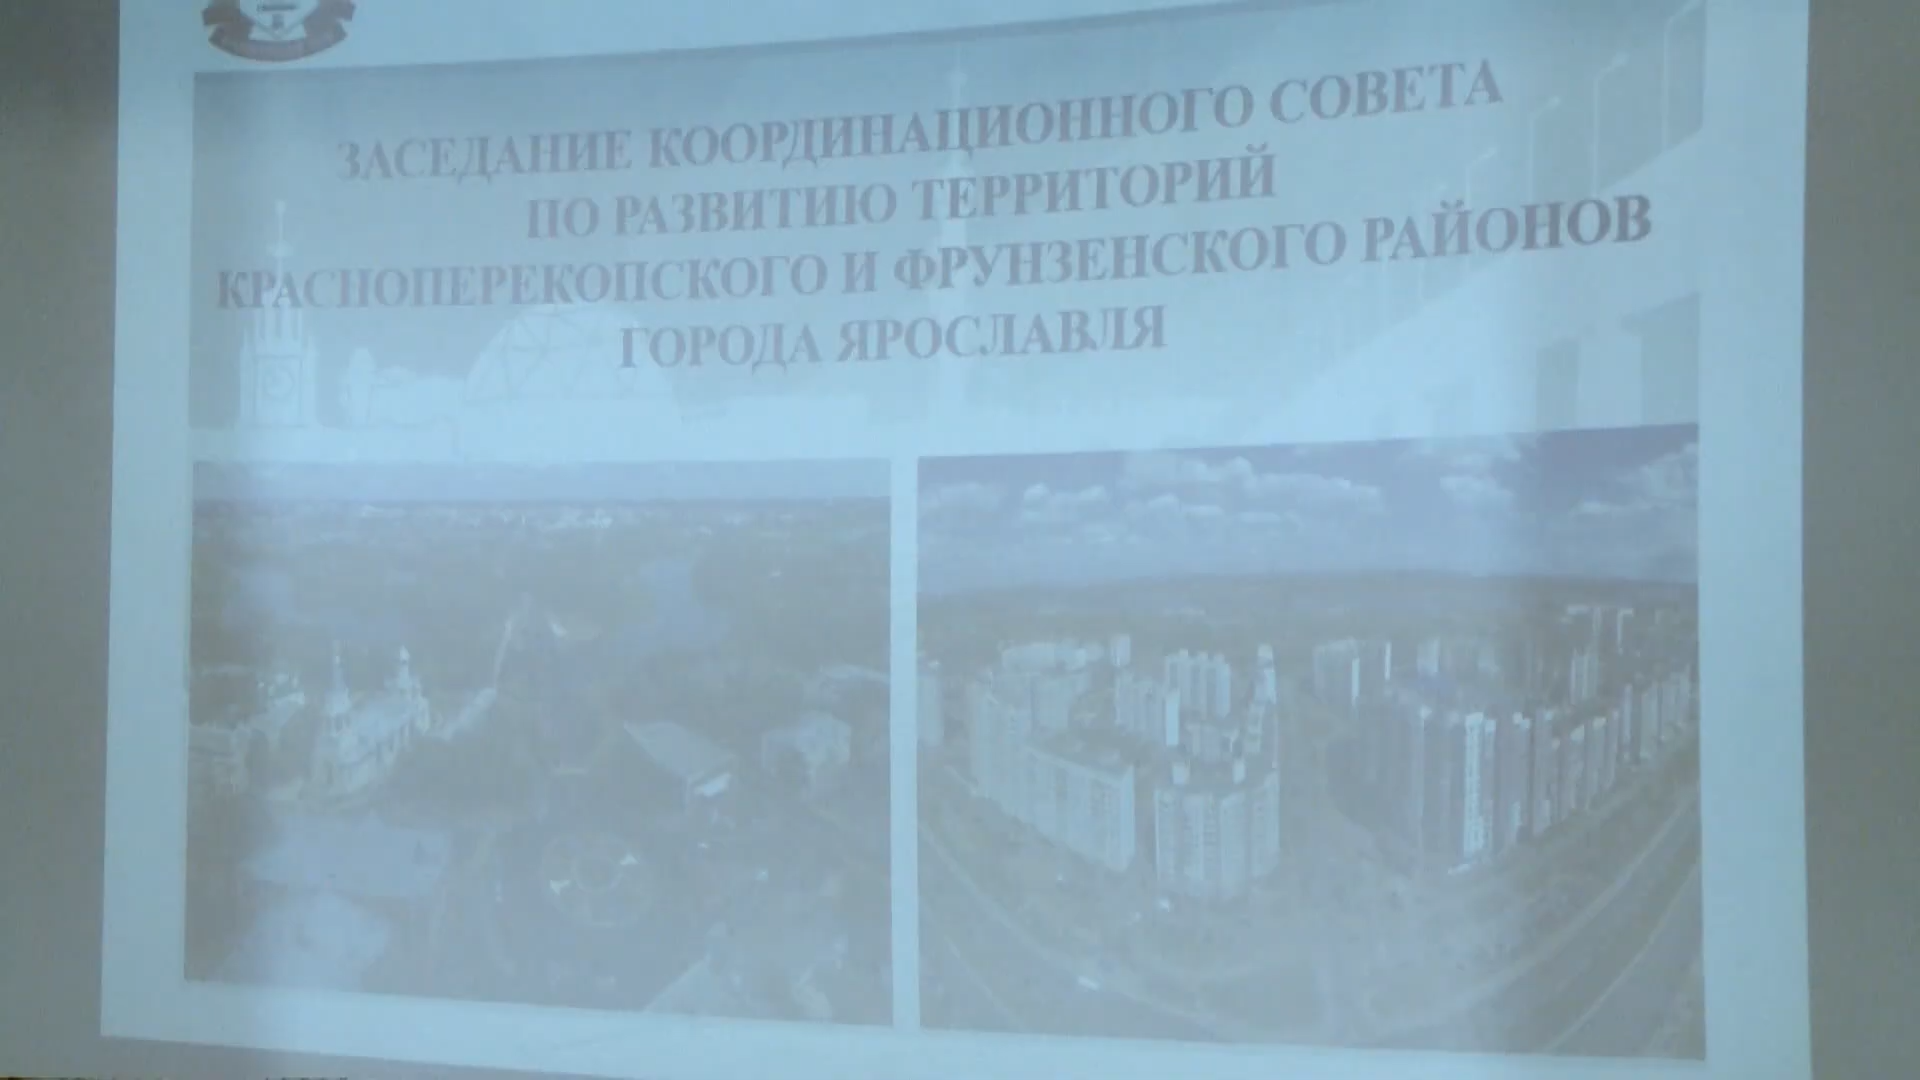 ЗАСЕДАНИЕ КООРДИНАЦИОННОГО СОВЕТА
ПО РАЗВИТИЮ ТЕРРИТОРИЙ
КРАСНОПЕРЕКОПСКОГО И ФРУНЗЕНСКОГО РАЙОНОВ
ГОРОДА ЯРОСЛАВЛЯ